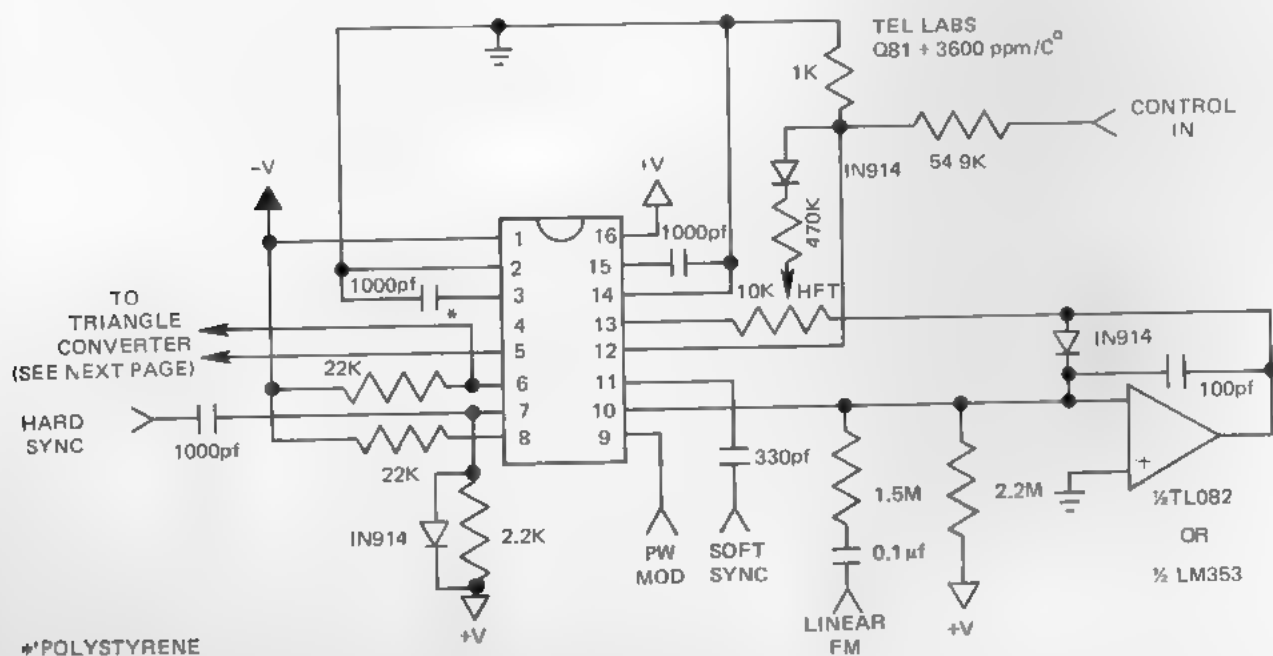 TEL LABS
Q81 + 3600 ppm/C°
1K
CONTROL
IN
54 9K
IN914
-V
+V
470K
1000pf
1
2
3
4
5
6
7
8
16
15
14
13
12
11
10
9
1000pf
*
10K
HFT
TO
TRIANGLE
CONVERTER
(SEE NEXT PAGE)
IN914
100pf
22K
HARD
SYNC
1000pf
22K
330pf
+
1.5M
2.2M
½TL082
OR
½ LM353
IN914
2.2K
PW
MOD
SOFT
SYNC
0.1 µf
+V
LINEAR
FM
+V
*POLYSTYRENE